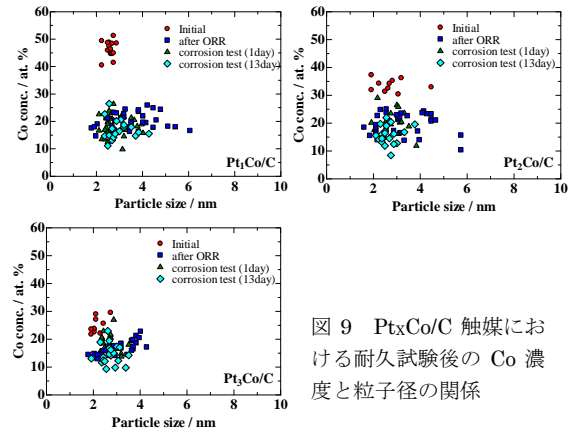 60
50
40
30
20
10
0
Co conc. / at. %
0 2 4 6 8 10
Particle size / nm
Initial
after ORR
corrosion test (1day)
corrosion test (13day)
Pt1Co/C
60
50
40
30
20
10
0
Co conc. / at. %
0 2 4 6 8 10
Particle size / nm
Initial
after ORR
corrosion test (1day)
corrosion test (13day)
Pt2Co/C
60
50
40
30
20
10
0
Co conc. / at. %
0 2 4 6 8 10
Particle size / nm
Initial
after ORR
corrosion test (1day)
corrosion test (13day)
Pt3Co/C
図 9 PtxCo/C 触媒にお
ける耐久試験後の Co 濃
度と粒子径の関係